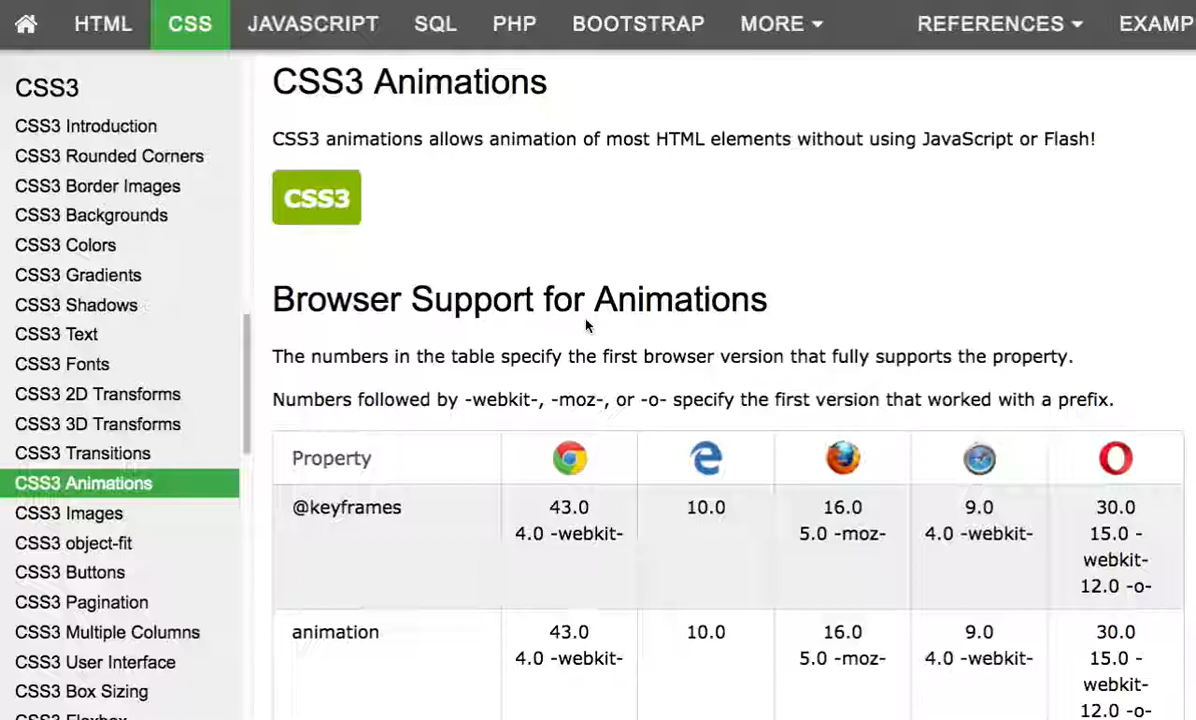 HTML CSS JAVASCRIPT SQL PHP BOOTSTRAP MORE REFERENCES EXAMP
CSS3
CSS3 Introduction
CSS3 Rounded Corners
CSS3 Border Images
CSS3 Backgrounds
CSS3 Colors
CSS3 Gradients
CSS3 Shadows
CSS3 Text
CSS3 Fonts
CSS3 2D Transforms
CSS3 3D Transforms
CSS3 Transitions
CSS3 Animations
CSS3 Images
CSS3 object-fit
CSS3 Buttons
CSS3 Pagination
CSS3 Multiple Columns
CSS3 User Interface
CSS3 Box Sizing
CSS3 Flexbox
CSS3 Animations
CSS3 animations allows animation of most HTML elements without using JavaScript or Flash!
CSS3
Browser Support for Animations
The numbers in the table specify the first browser version that fully supports the property.
Numbers followed by -webkit-, -moz-, or -o- specify the first version that worked with a prefix.
Property
@keyframes 43.0 10.0 16.0 9.0 30.0
4.0 -webkit- 5.0 -moz- 4.0 -webkit- 15.0 -
webkit-
12.0 -o-
animation 43.0 10.0 16.0 9.0 30.0
4.0 -webkit- 5.0 -moz- 4.0 -webkit- 15.0 -
webkit-
12.0 -o-